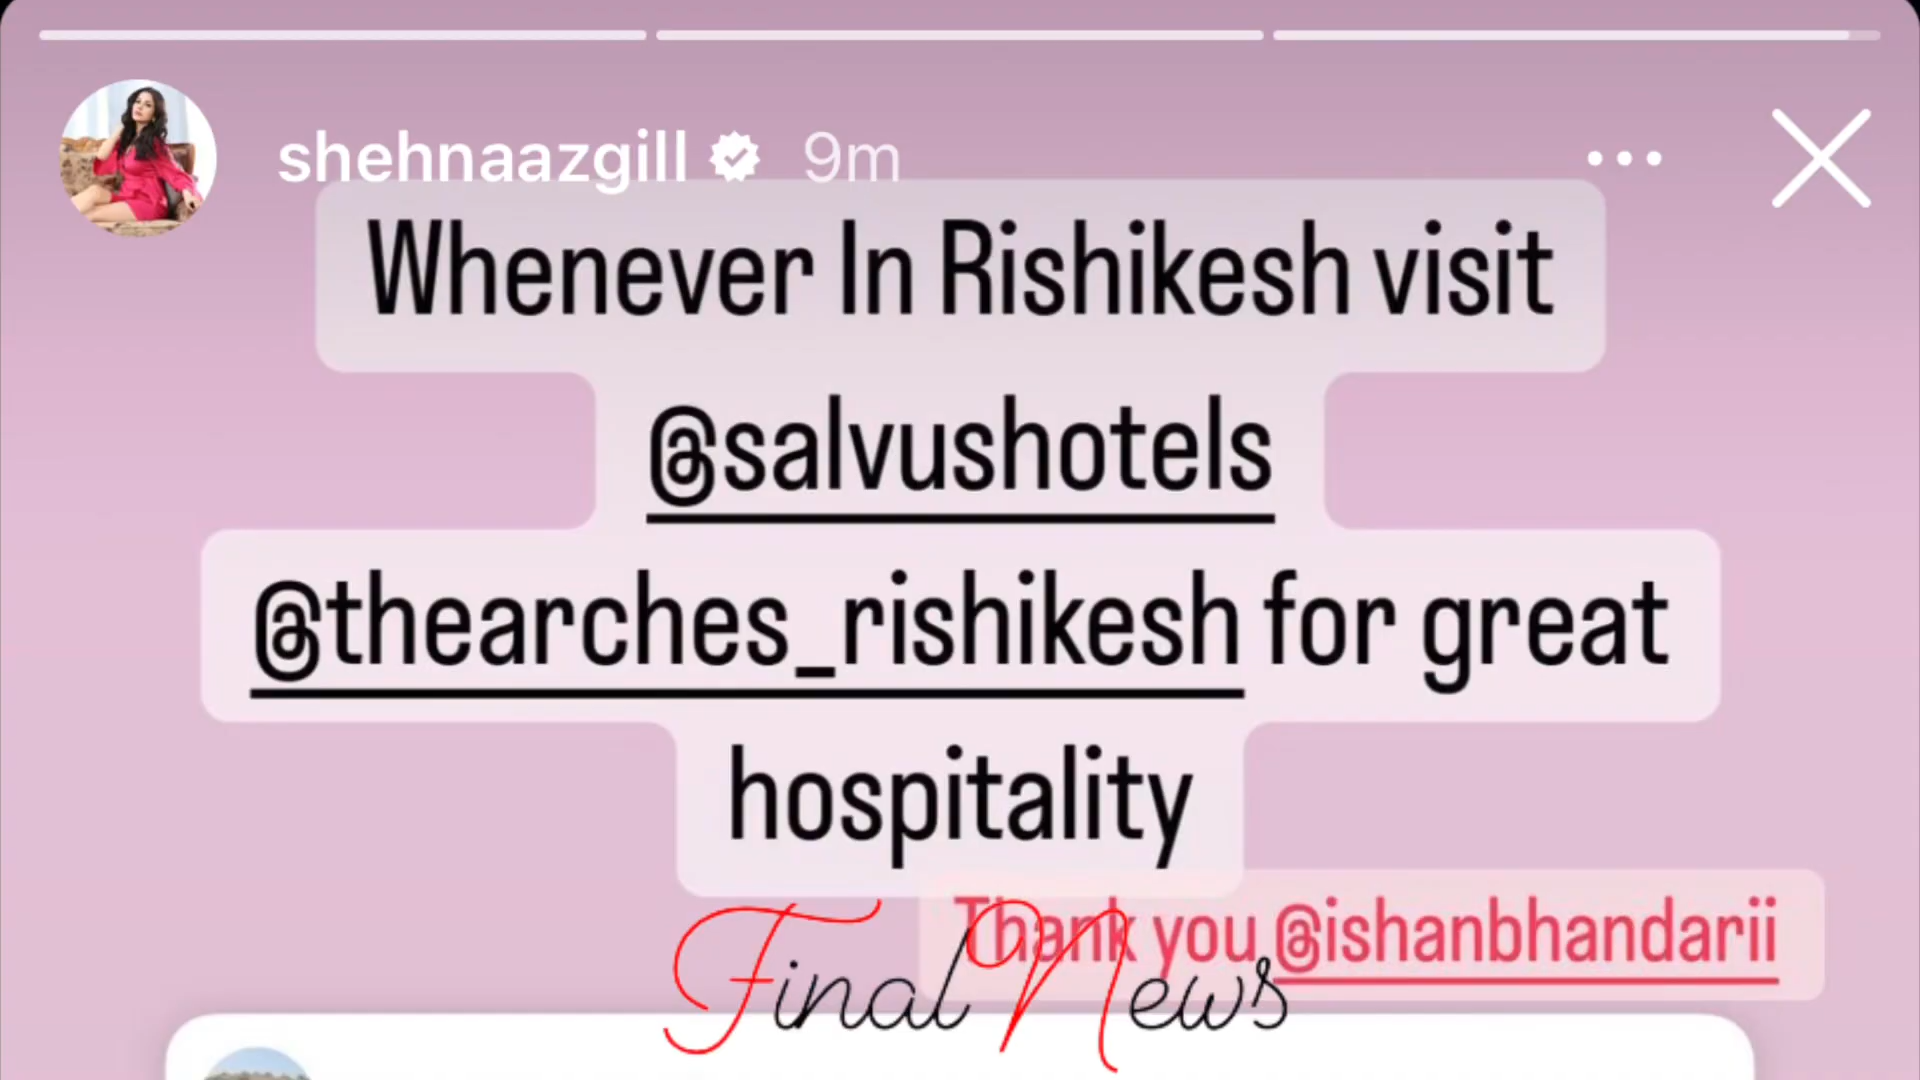 shehnaazgill 9m
Whenever In Rishikesh visit
@salvushotels
@thearches_rishikesh for great
hospitality
Thank you @ishanbhandarii
Final News